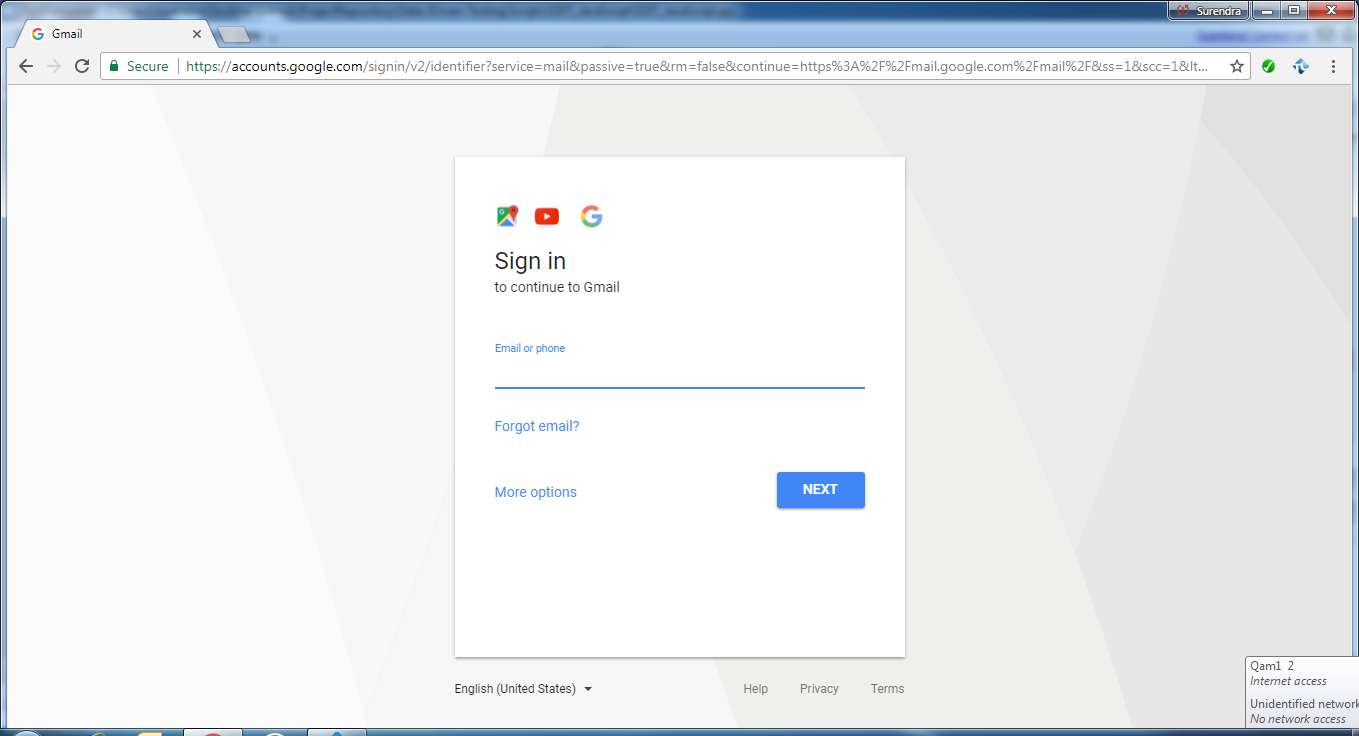 Surendra
Gmail
Secure
https://accounts.google.com/signin/v2/identifier?service=mail&passive=true&rm=false&continue=https%3A%2F%2Fmail.google.com%2Fmail%2F&ss=1&scc=1&lt...
Sign in
to continue to Gmail
Email or phone
Forgot email?
More options
NEXT
English (United States)
Help
Privacy
Terms
Qam1 2
Internet access
Unidentified network
No network access